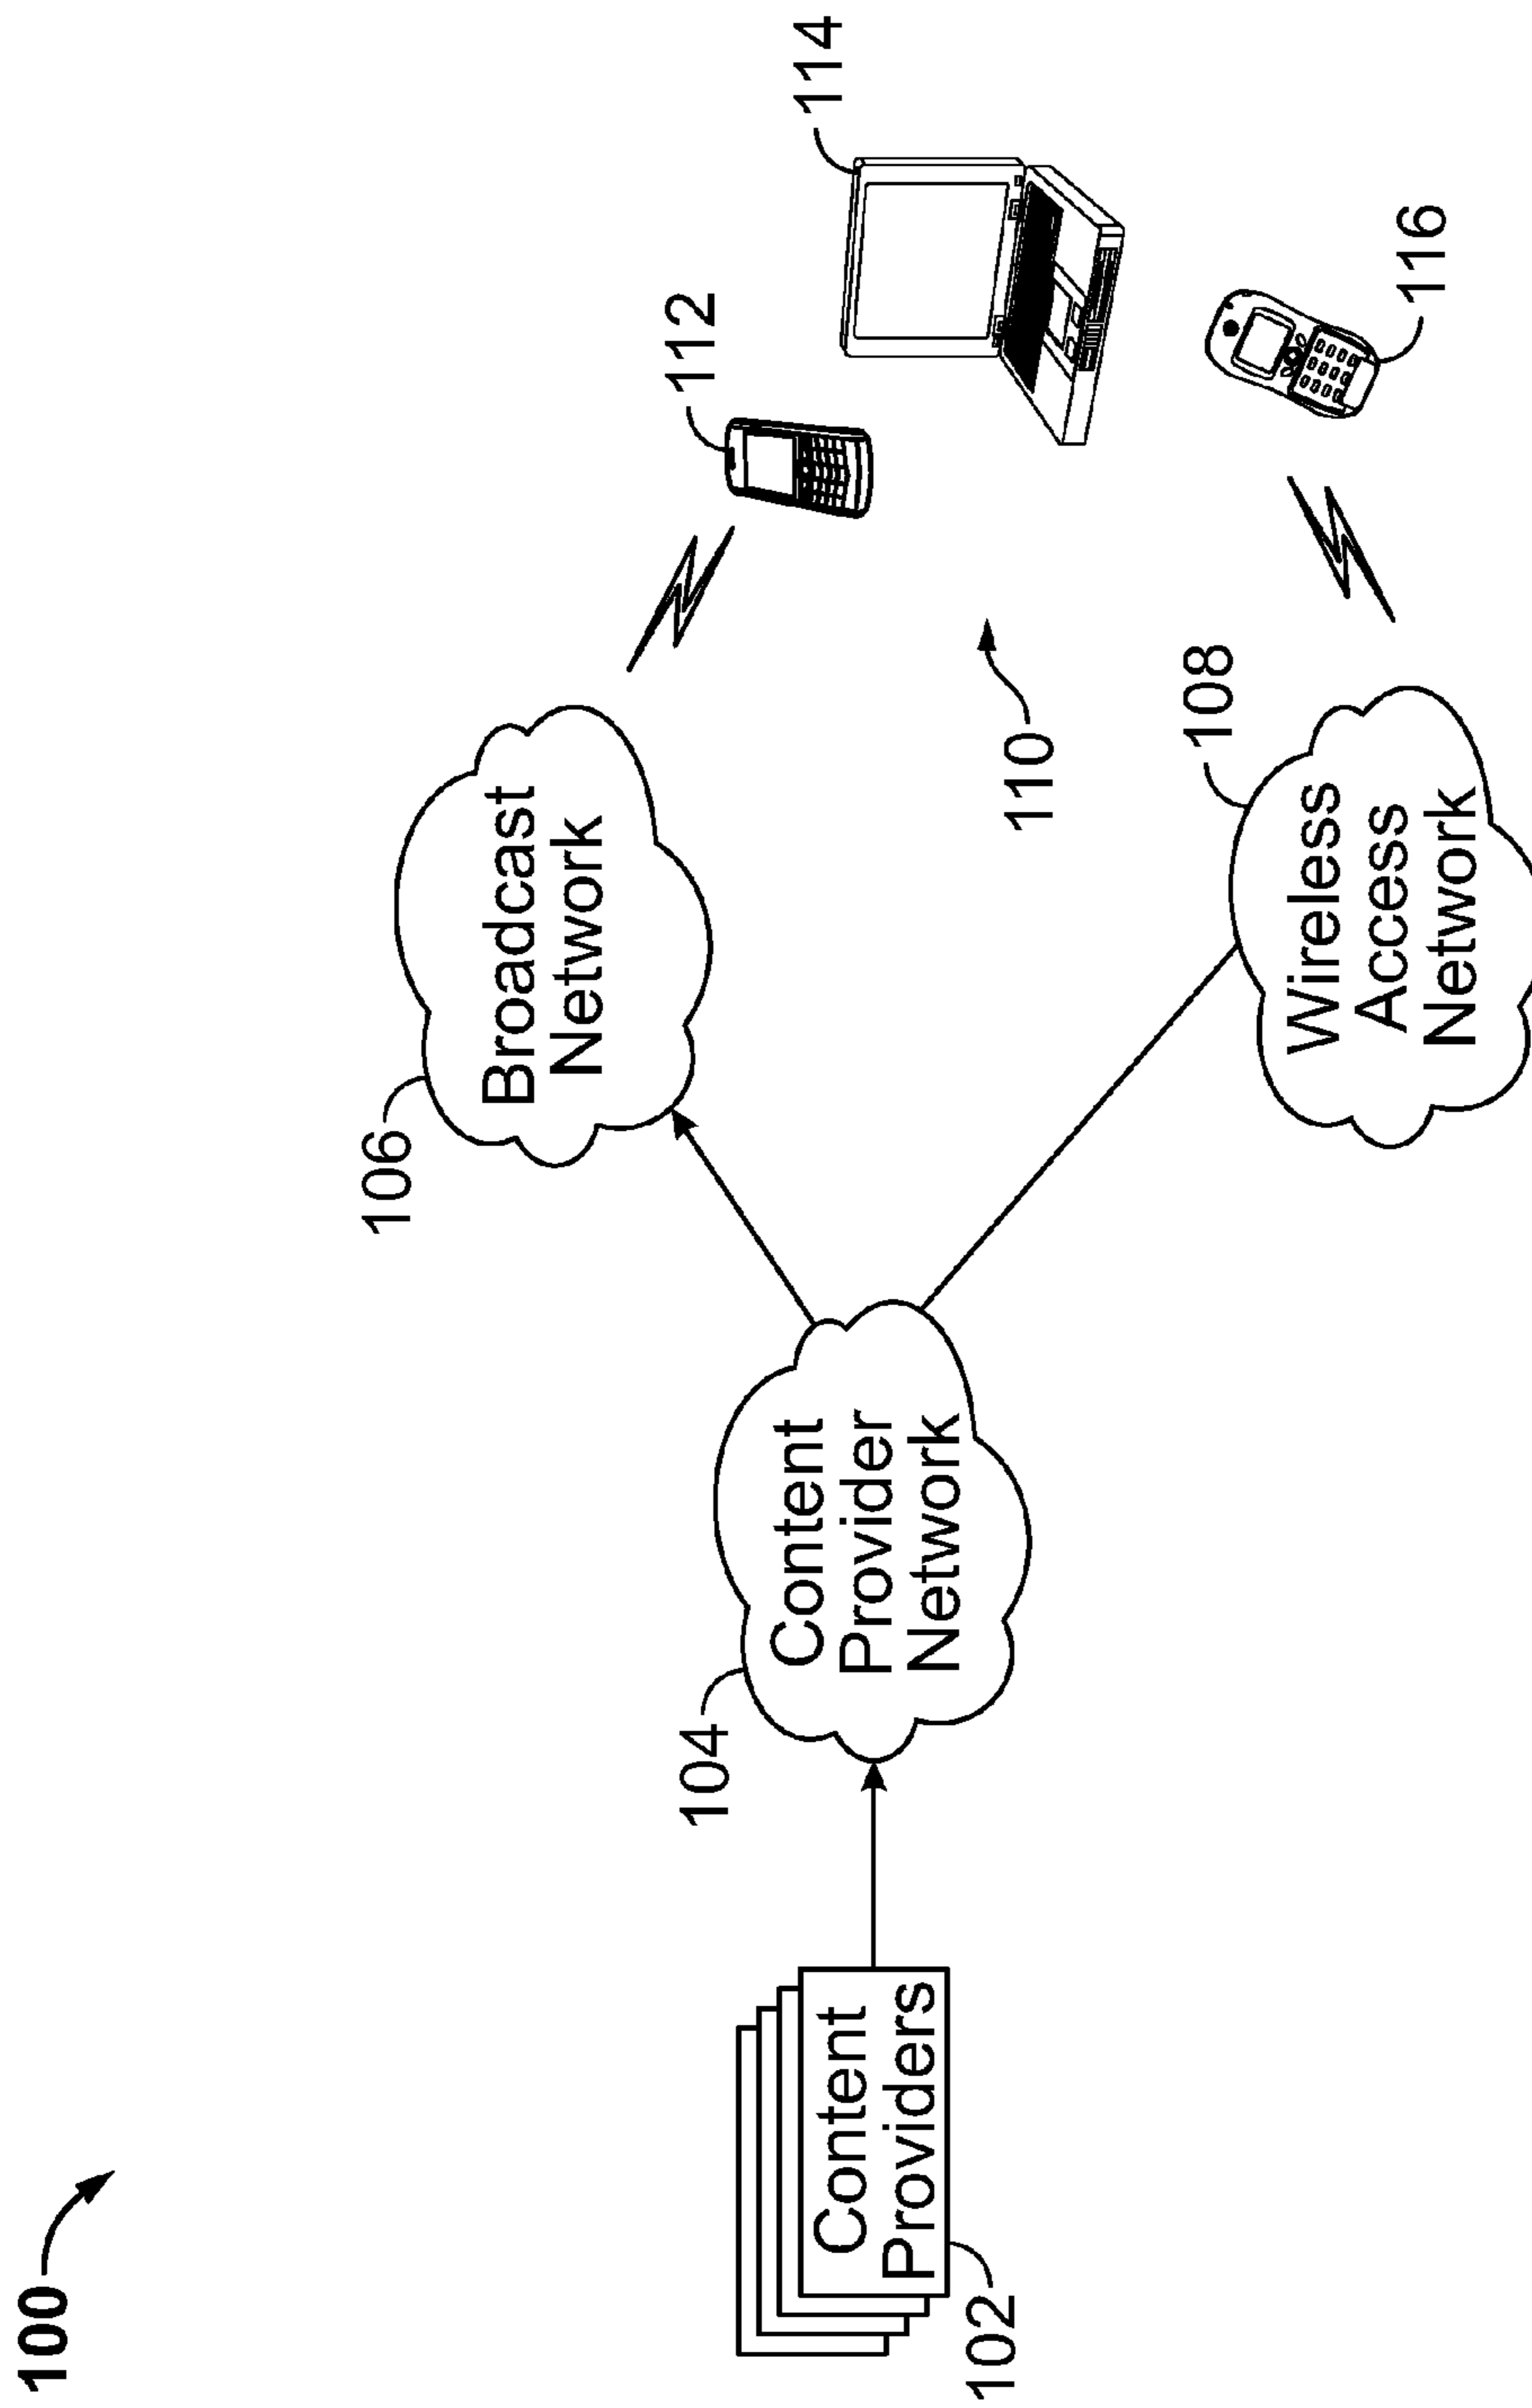 100
Content
Providers
102
104
Content
Provider
Network
106
Broadcast
Network
108
Wireless
Access
Network
110
112
114
116